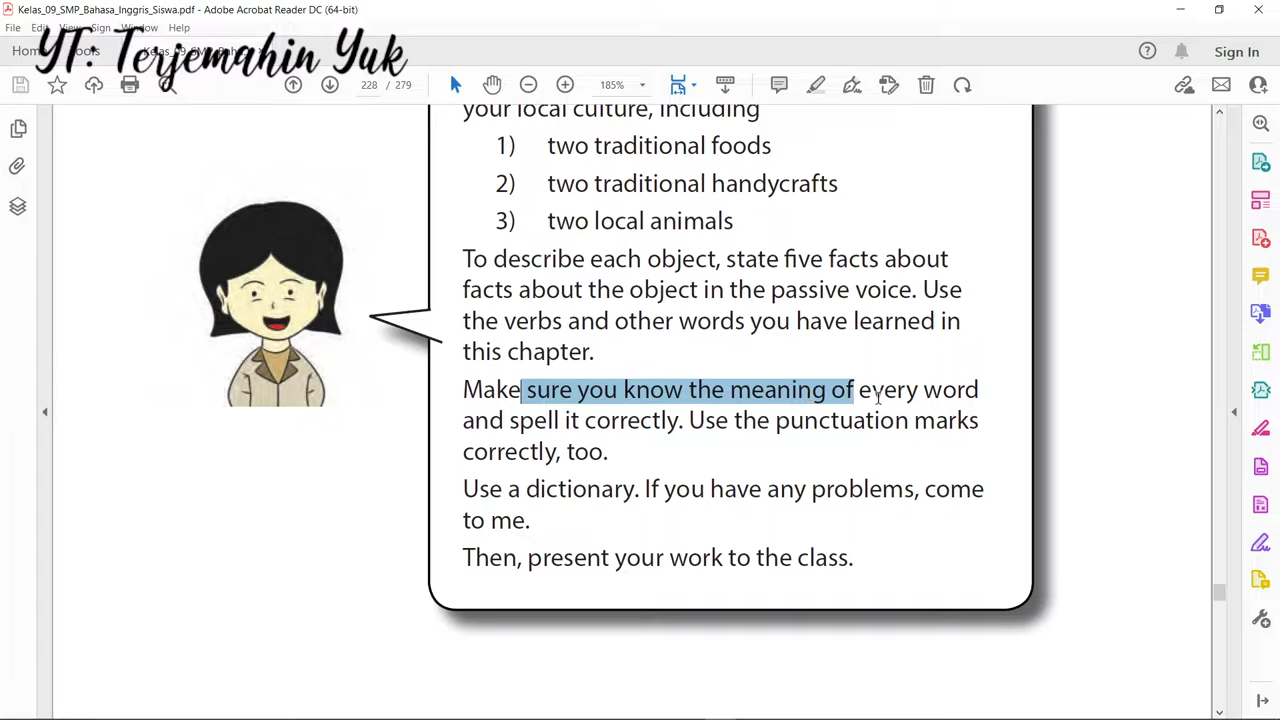 Kelas_09_SMP_Bahasa_Inggris_Siswa.pdf - Adobe Acrobat Reader DC (64-bit)
File Edit View Sign Window Help
YT: Terjemahin Yuk
Sign In
228 / 279
185%
your local culture, including
1) two traditional foods
2) two traditional handycrafts
3) two local animals
To describe each object, state five facts about
facts about the object in the passive voice. Use
the verbs and other words you have learned in
this chapter.
Make sure you know the meaning of every word
and spell it correctly. Use the punctuation marks
correctly, too.
Use a dictionary. If you have any problems, come
to me.
Then, present your work to the class.